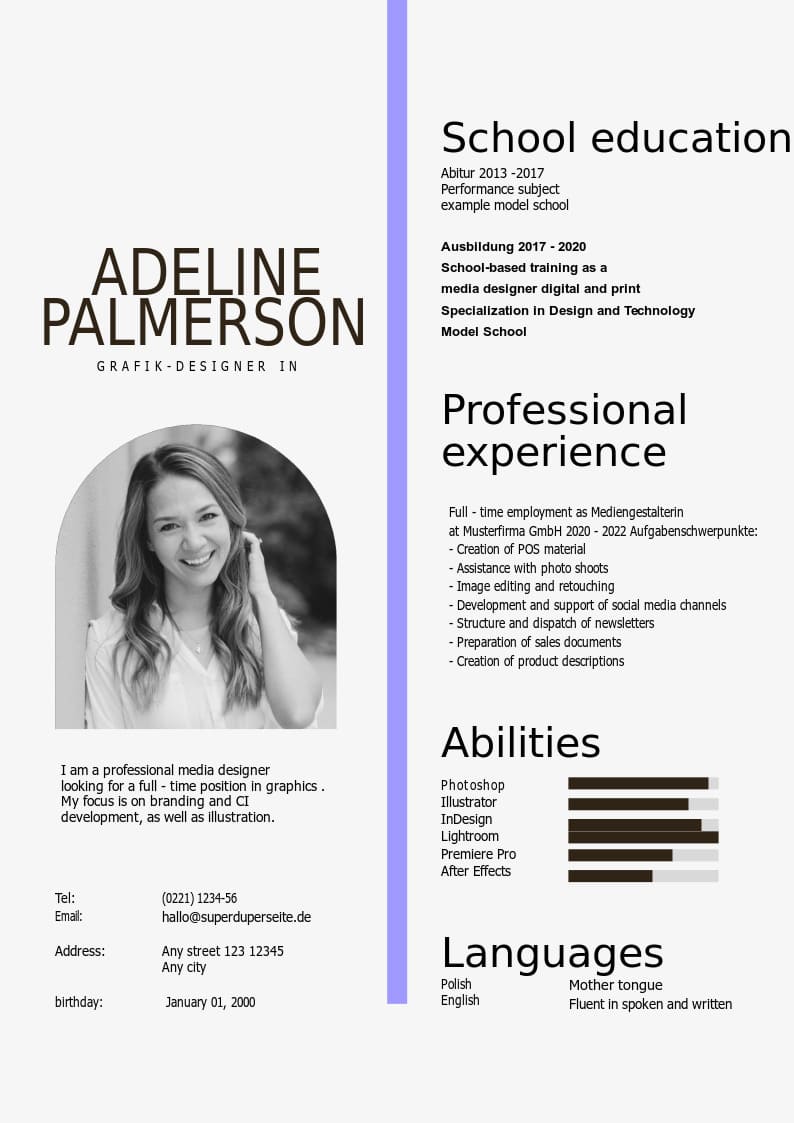 ADELINE
PALMERSON
GRAFIK-DESIGNER IN
I am a professional media designer
looking for a full - time position in graphics .
My focus is on branding and CI
development, as well as illustration.
Tel: (0221) 1234-56
Email: hallo@superduperseite.de
Address: Any street 123 12345
Any city
birthday: January 01, 2000
School education
Abitur 2013 -2017
Performance subject
example model school
Ausbildung 2017 - 2020
School-based training as a
media designer digital and print
Specialization in Design and Technology
Model School
Professional
experience
Full - time employment as Mediengestalterin
at Musterfirma GmbH 2020 - 2022 Aufgabenschwerpunkte:
- Creation of POS material
- Assistance with photo shoots
- Image editing and retouching
- Development and support of social media channels
- Structure and dispatch of newsletters
- Preparation of sales documents
- Creation of product descriptions
Abilities
Photoshop
Illustrator
InDesign
Lightroom
Premiere Pro
After Effects
Languages
Polish Mother tongue
English Fluent in spoken and written